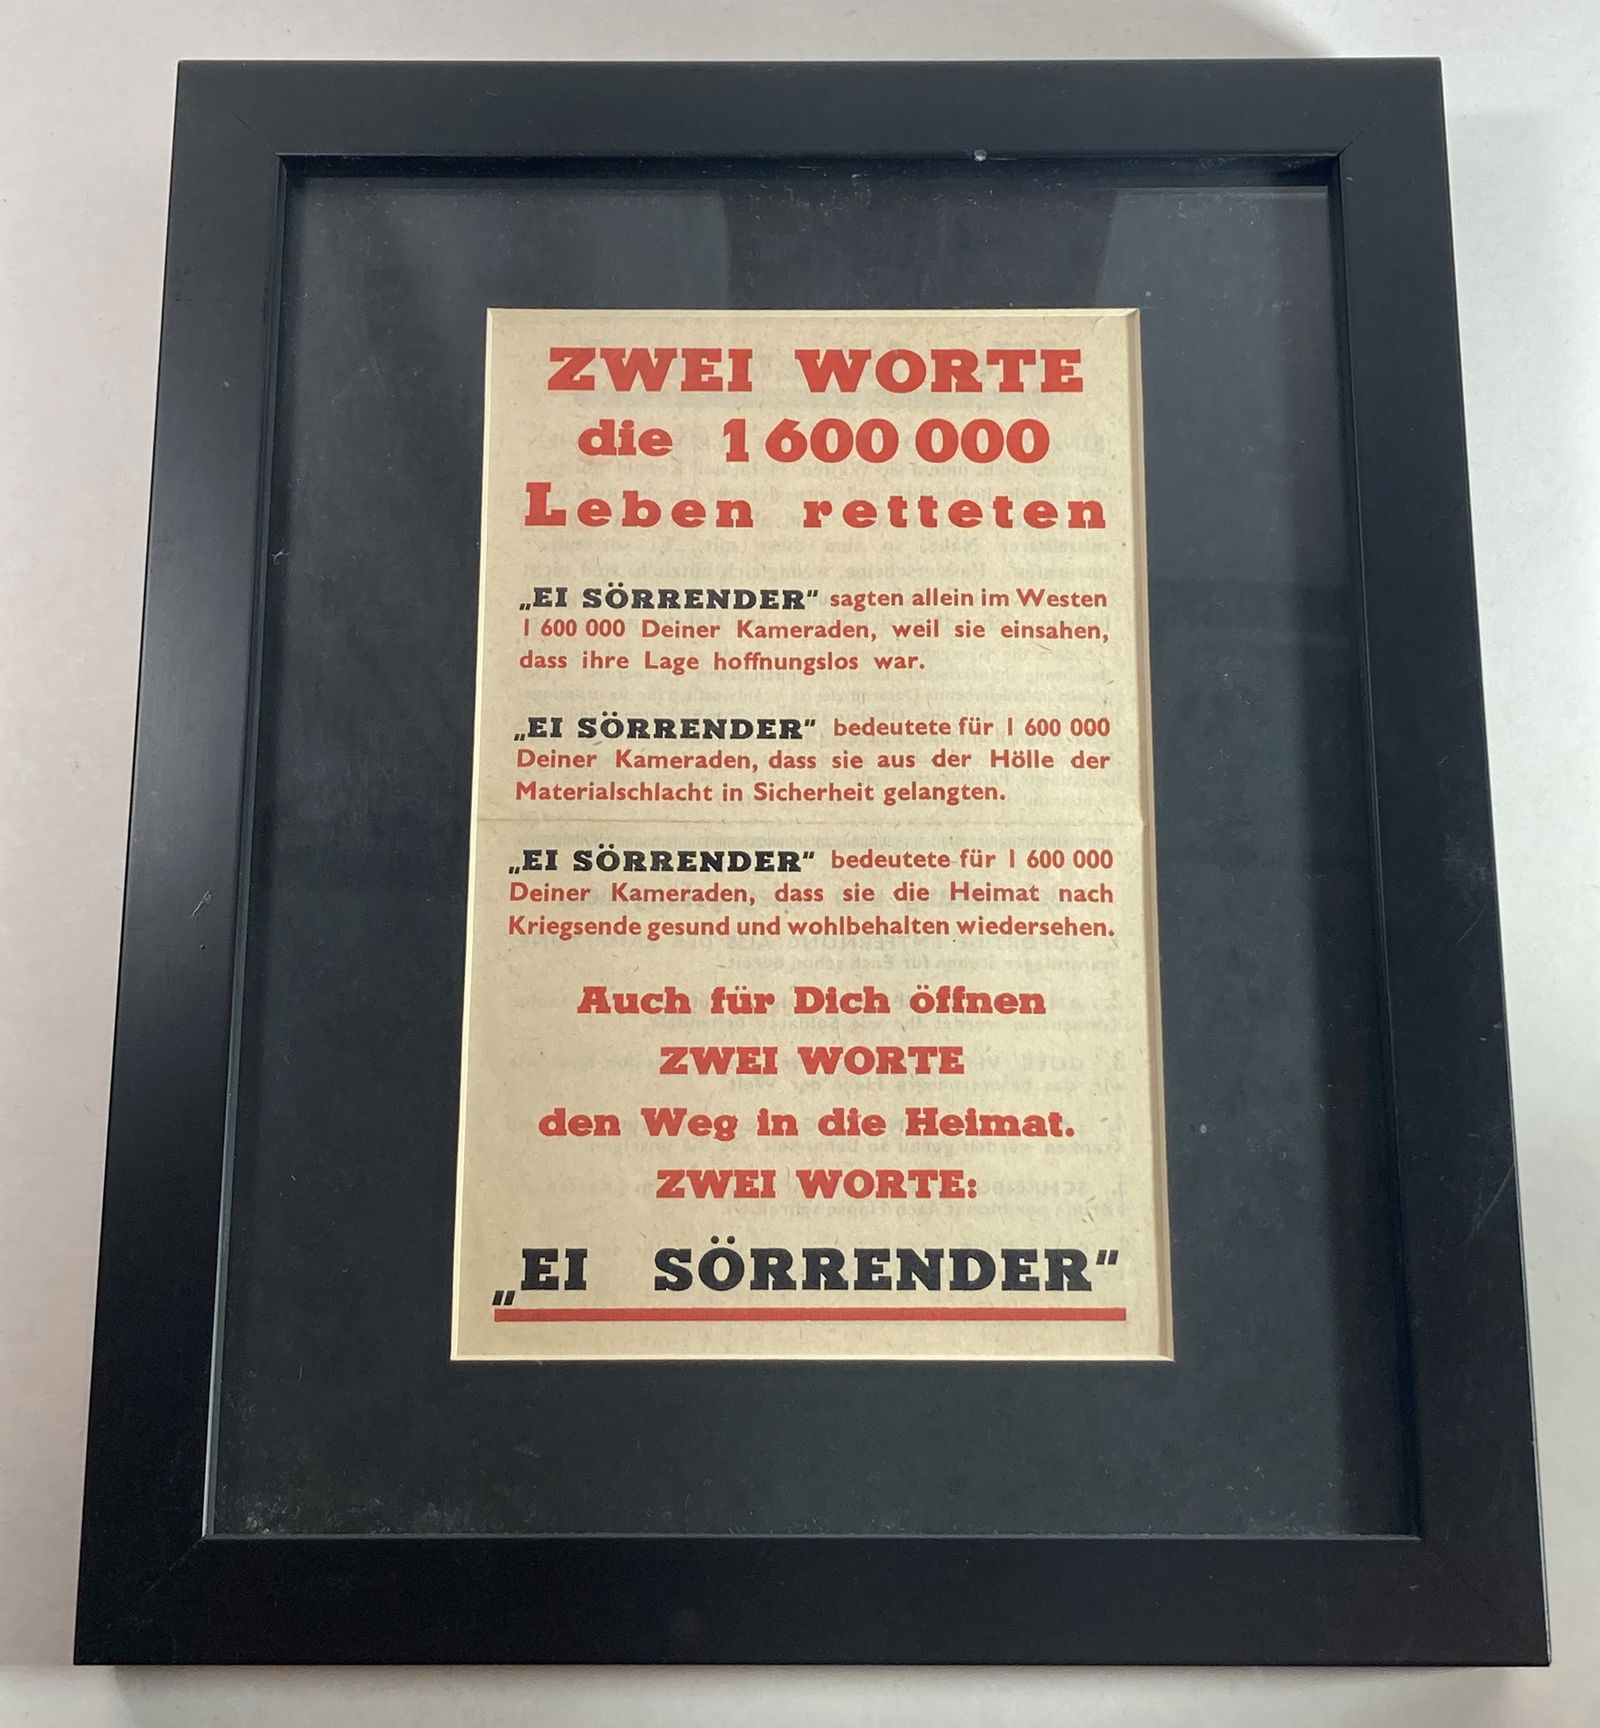 ZWEI WORTE
die 1 600 000
Leben retteten
„EI SÖRRENDER“ sagten allein im Westen
1 600 000 Deiner Kameraden, weil sie einsahen,
dass ihre Lage hoffnungslos war.
„EI SÖRRENDER“ bedeutete für 1 600 000
Deiner Kameraden, dass sie aus der Hölle der
Materialschlacht in Sicherheit gelangten.
„EI SÖRRENDER“ bedeutete für 1 600 000
Deiner Kameraden, dass sie die Heimat nach
Kriegsende gesund und wohlbehalten wiedersehen.
Auch für Dich öffnen
ZWEI WORTE
den Weg in die Heimat.
ZWEI WORTE:
„EI SÖRRENDER“